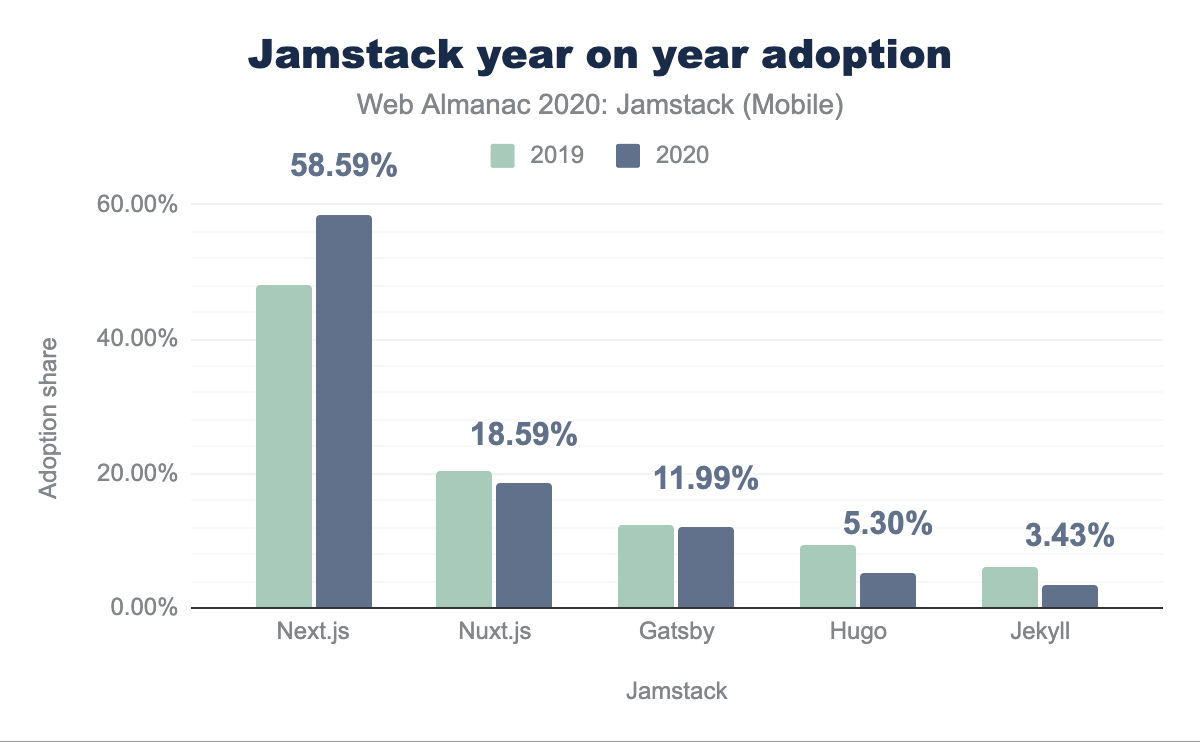 Jamstack year on year adoption
Web Almanac 2020: Jamstack (Mobile)
2019 2020
58.59%
60.00%
40.00%
20.00%
0.00%
Adoption share
18.59%
11.99%
5.30%
3.43%
Next.js Nuxt.js Gatsby Hugo Jekyll
Jamstack